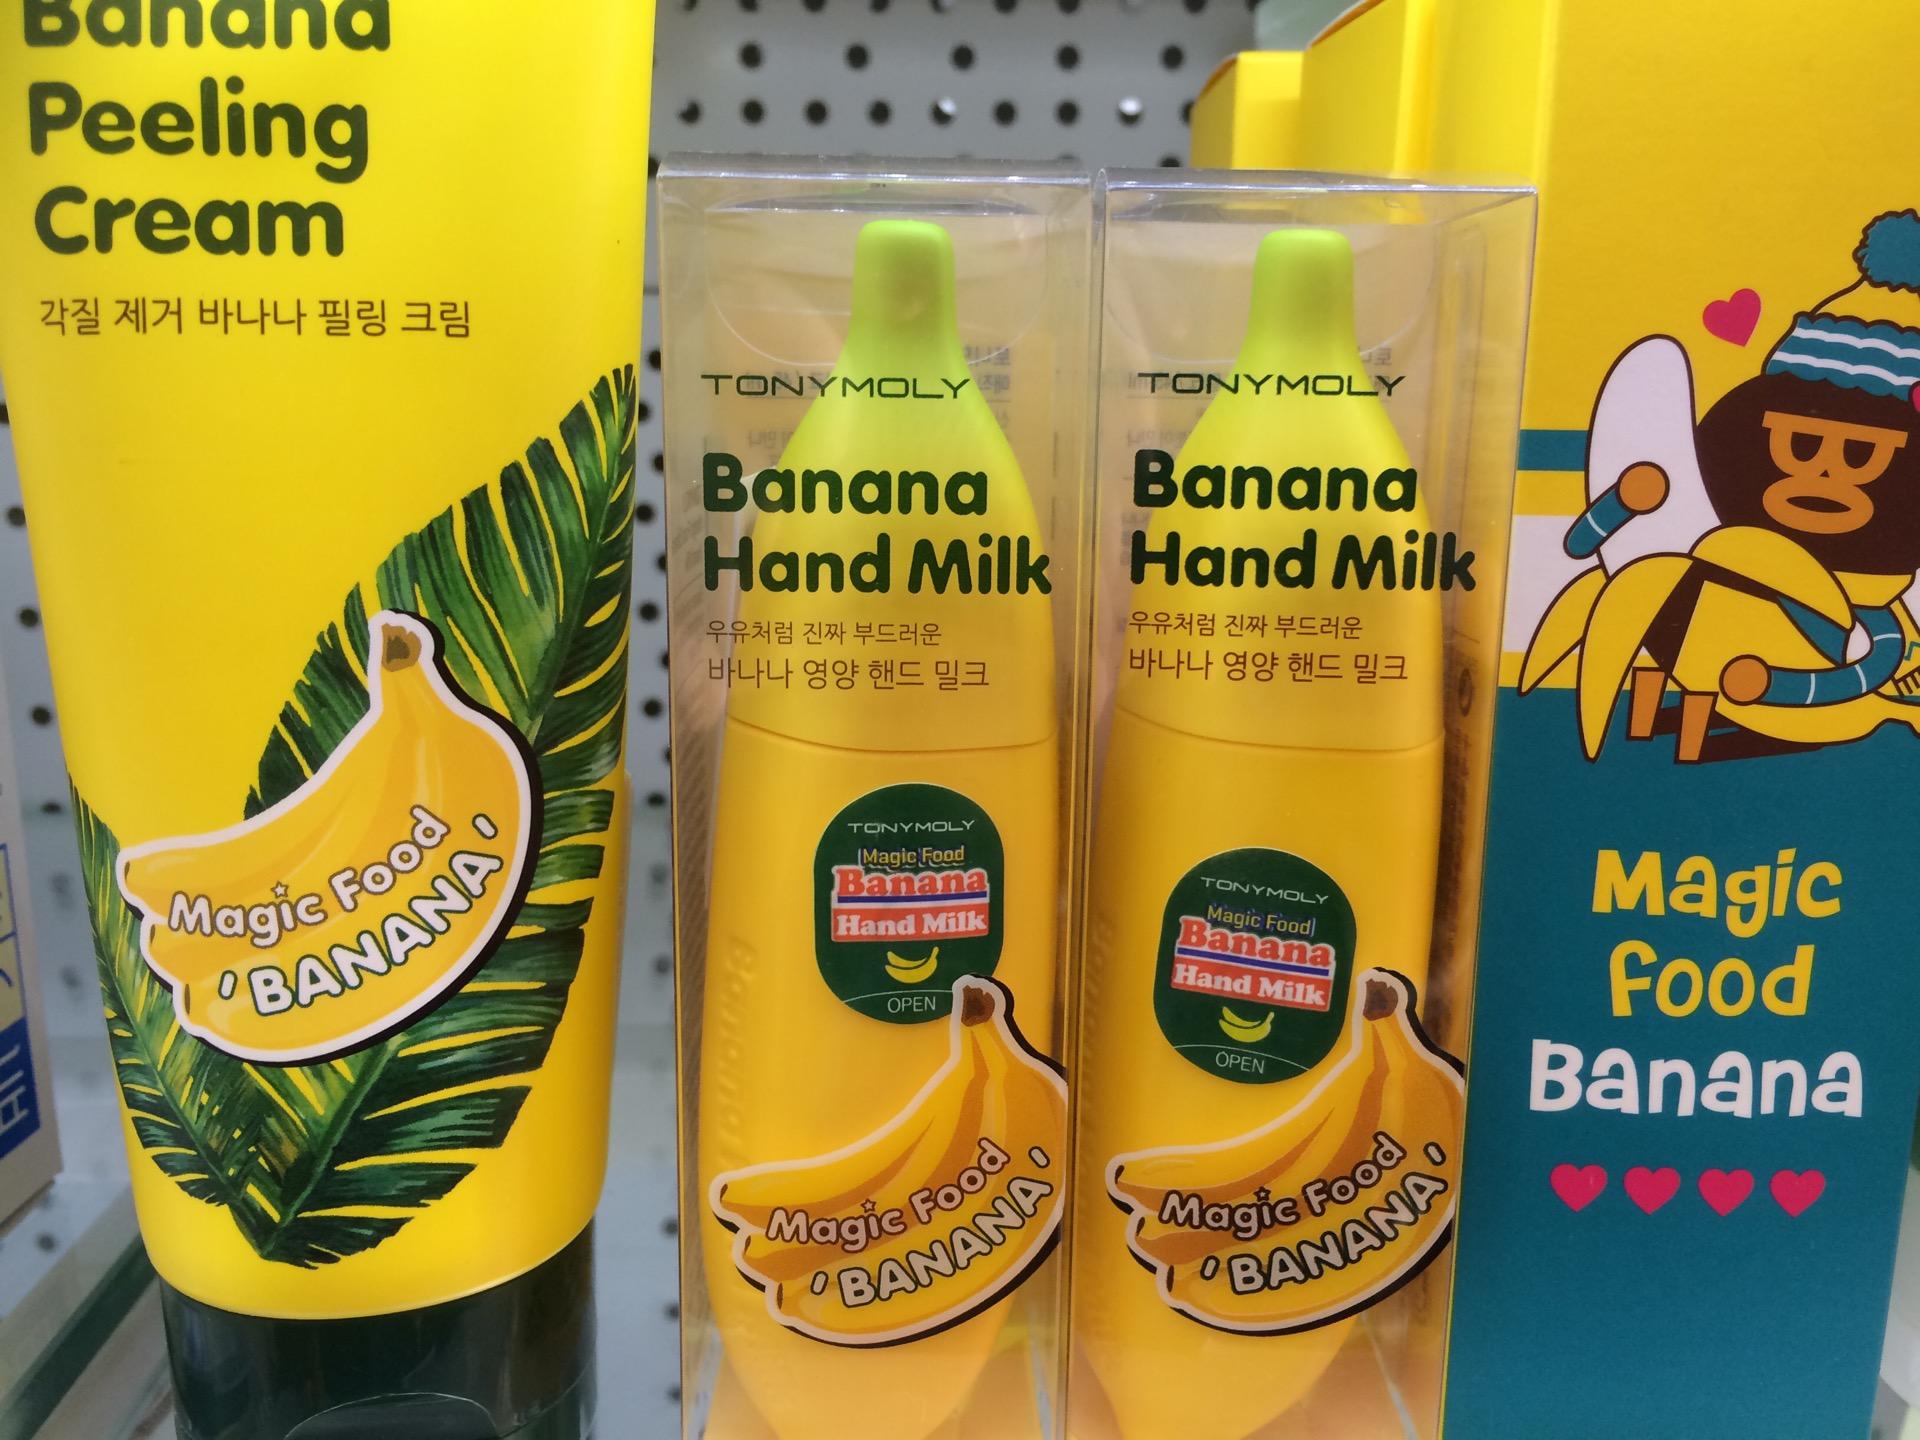 Banana
Peeling
Cream
각질 제거 바나나 필링 크림
Magic Food
'BANANA'
TONYMOLY
Banana
Hand Milk
우유처럼 진짜 부드러운
바나나 영양 핸드 밀크
TONYMOLY
Magic Food
Banana
Hand Milk
OPEN
Magic Food
'BANANA'
TONYMOLY
Banana
Hand Milk
우유처럼 진짜 부드러운
바나나 영양 핸드 밀크
TONYMOLY
Magic Food
Banana
Hand Milk
OPEN
Magic Food
'BANANA'
Magic
Food
Banana